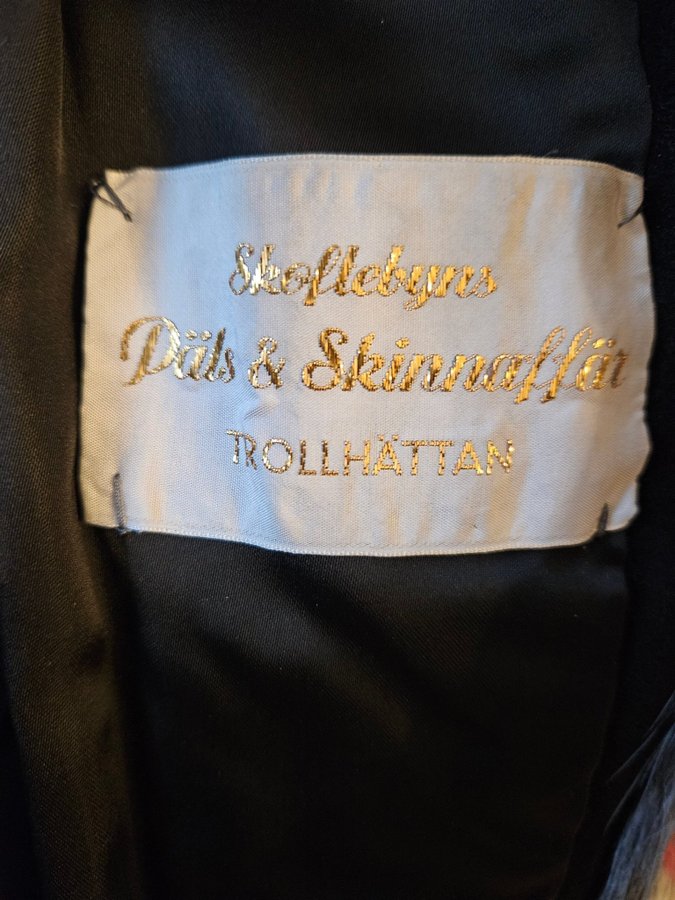 Skoftebyns
Päls & Skinnaffär
TROLLHÄTTAN